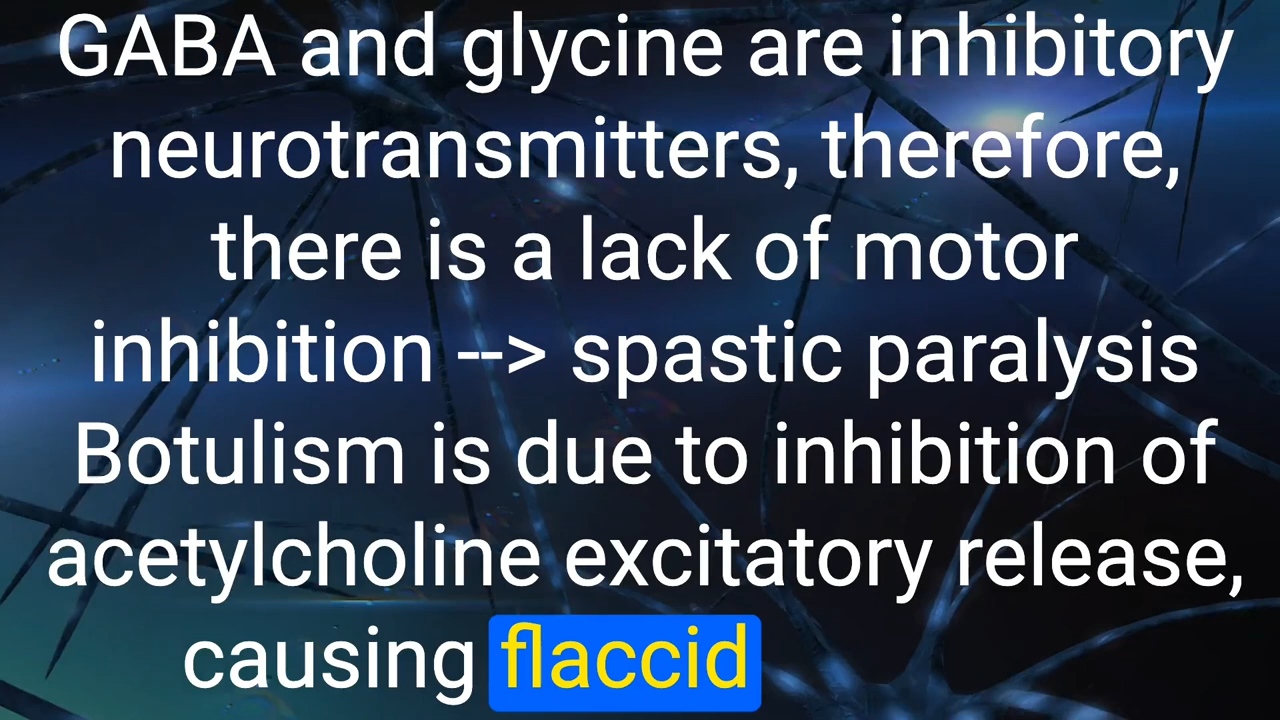 GABA and glycine are inhibitory
neurotransmitters, therefore,
there is a lack of motor
inhibition --> spastic paralysis
Botulism is due to inhibition of
acetylcholine excitatory release,
causing flaccid